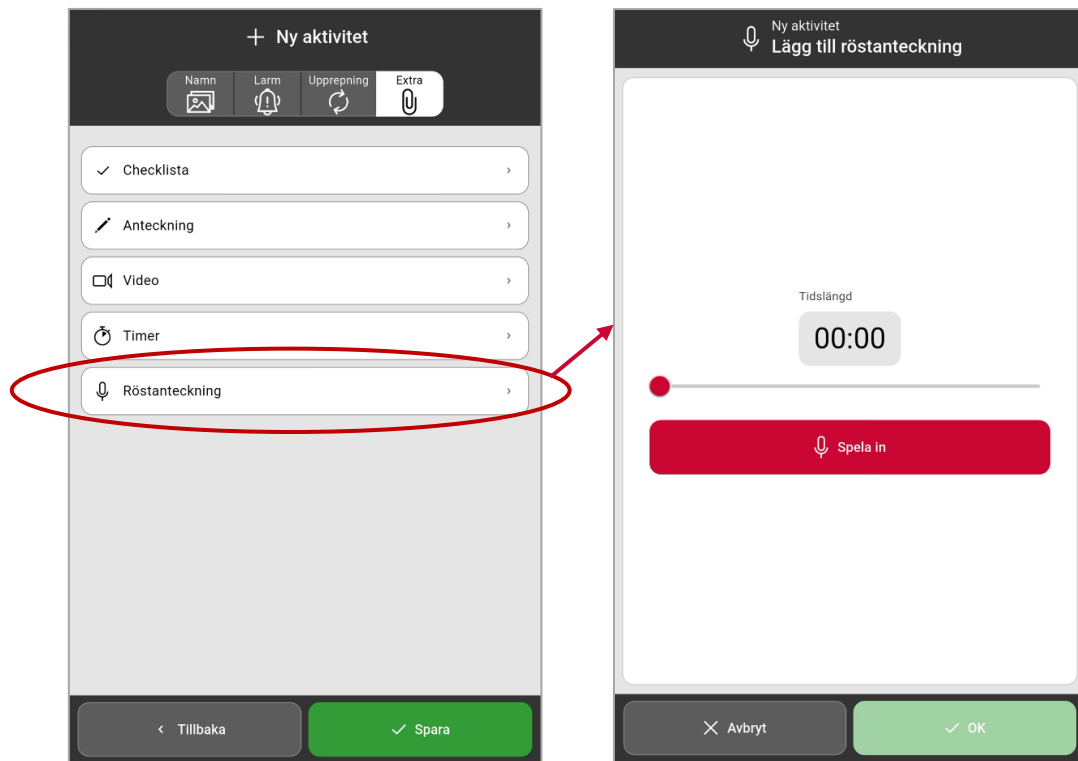 Ny aktivitet
Namn
Larm
Upprepning
Extra
Checklista
Anteckning
Video
Timer
Röstanteckning
Tillbaka
Spara
Ny aktivitet
Lägg till röstanteckning
Tidslängd
00:00
Spela in
Avbryt
OK